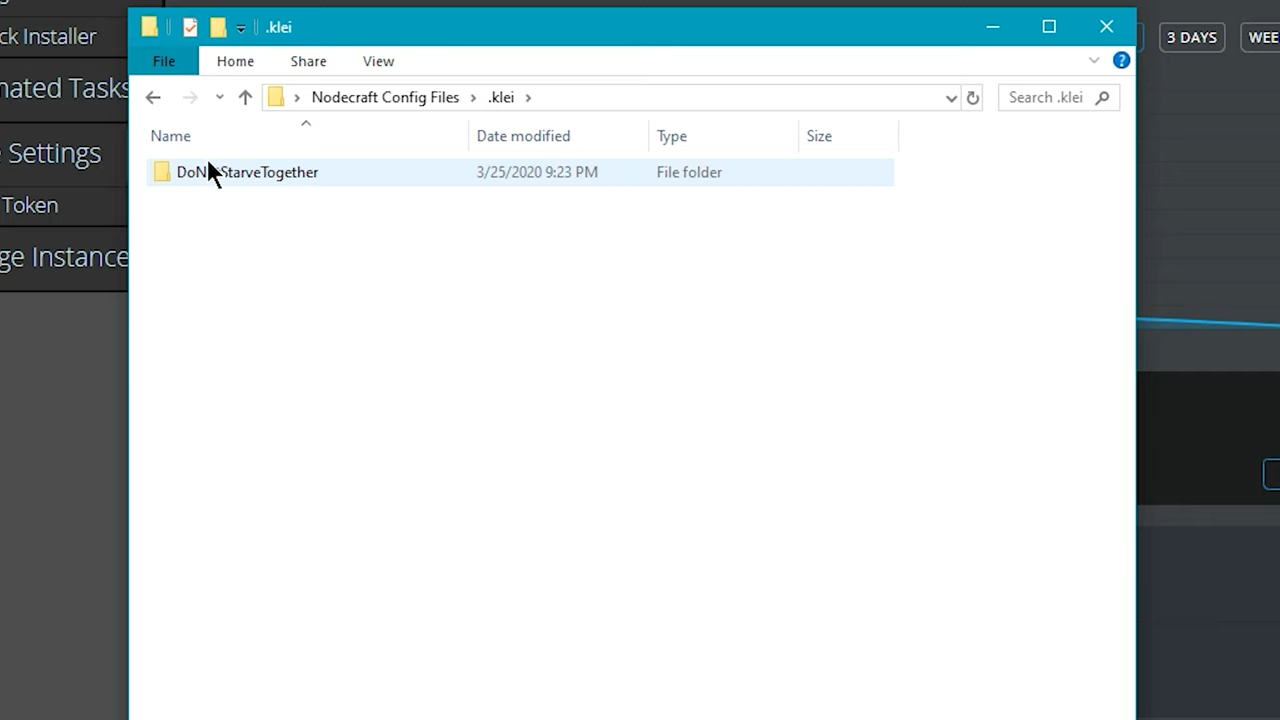 .klei
ck Installer
3 DAYS
WEE
File
Home
Share
View
nated Tasks
Nodecraft Config Files
.klei
Search .klei
Name
Date modified
Type
Size
Settings
3/25/2020 9:23 PM
File folder
Token
ge Instance